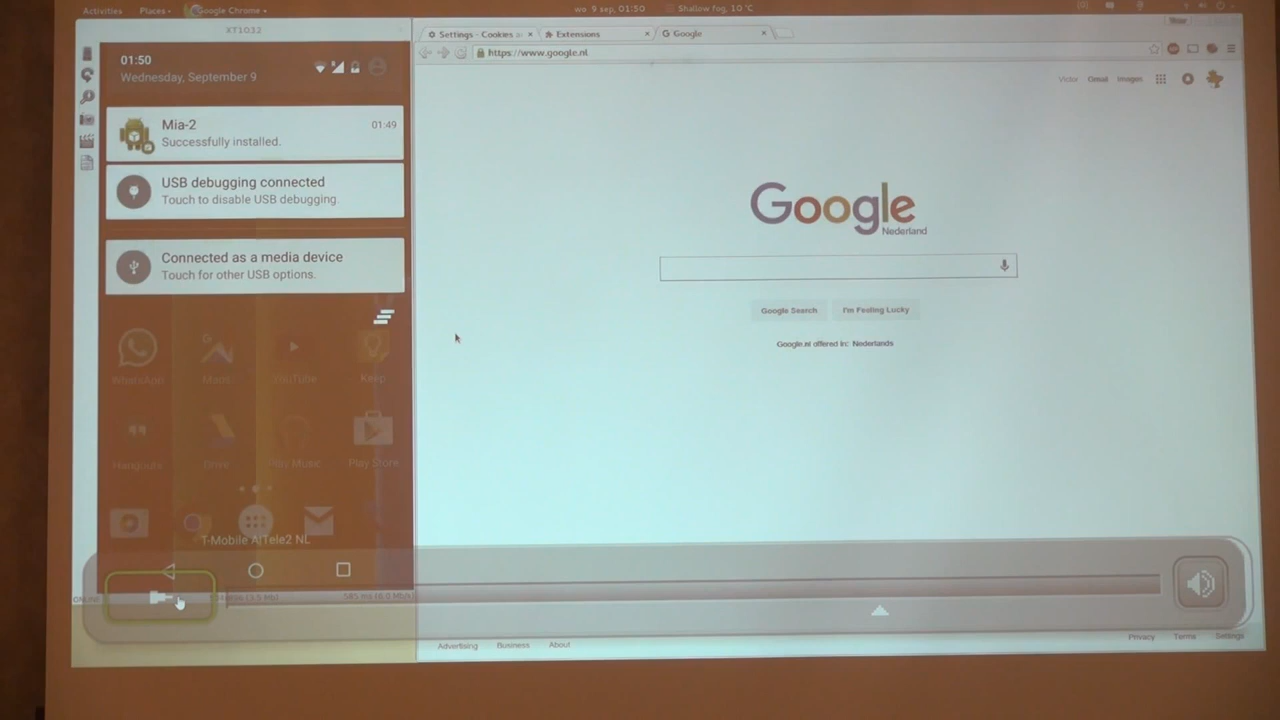 Activities Places Google Chrome wo 9 sep, 01:50 Shallow fog, 10 °C
XT1032
Settings - Cookies a
Extensions
Google
https://www.google.nl
01:50
Wednesday, September 9
Victor Gmail Images
Mia-2 01:49
Successfully installed.
USB debugging connected
Touch to disable USB debugging.
Connected as a media device
Touch for other USB options.
Google
Nederland
Google Search I'm Feeling Lucky
Google.nl offered in: Nederlands
WhatsApp Maps YouTube Keep
Hangouts Drive Play Music Play Store
Advertising Business About
Privacy Terms Settings